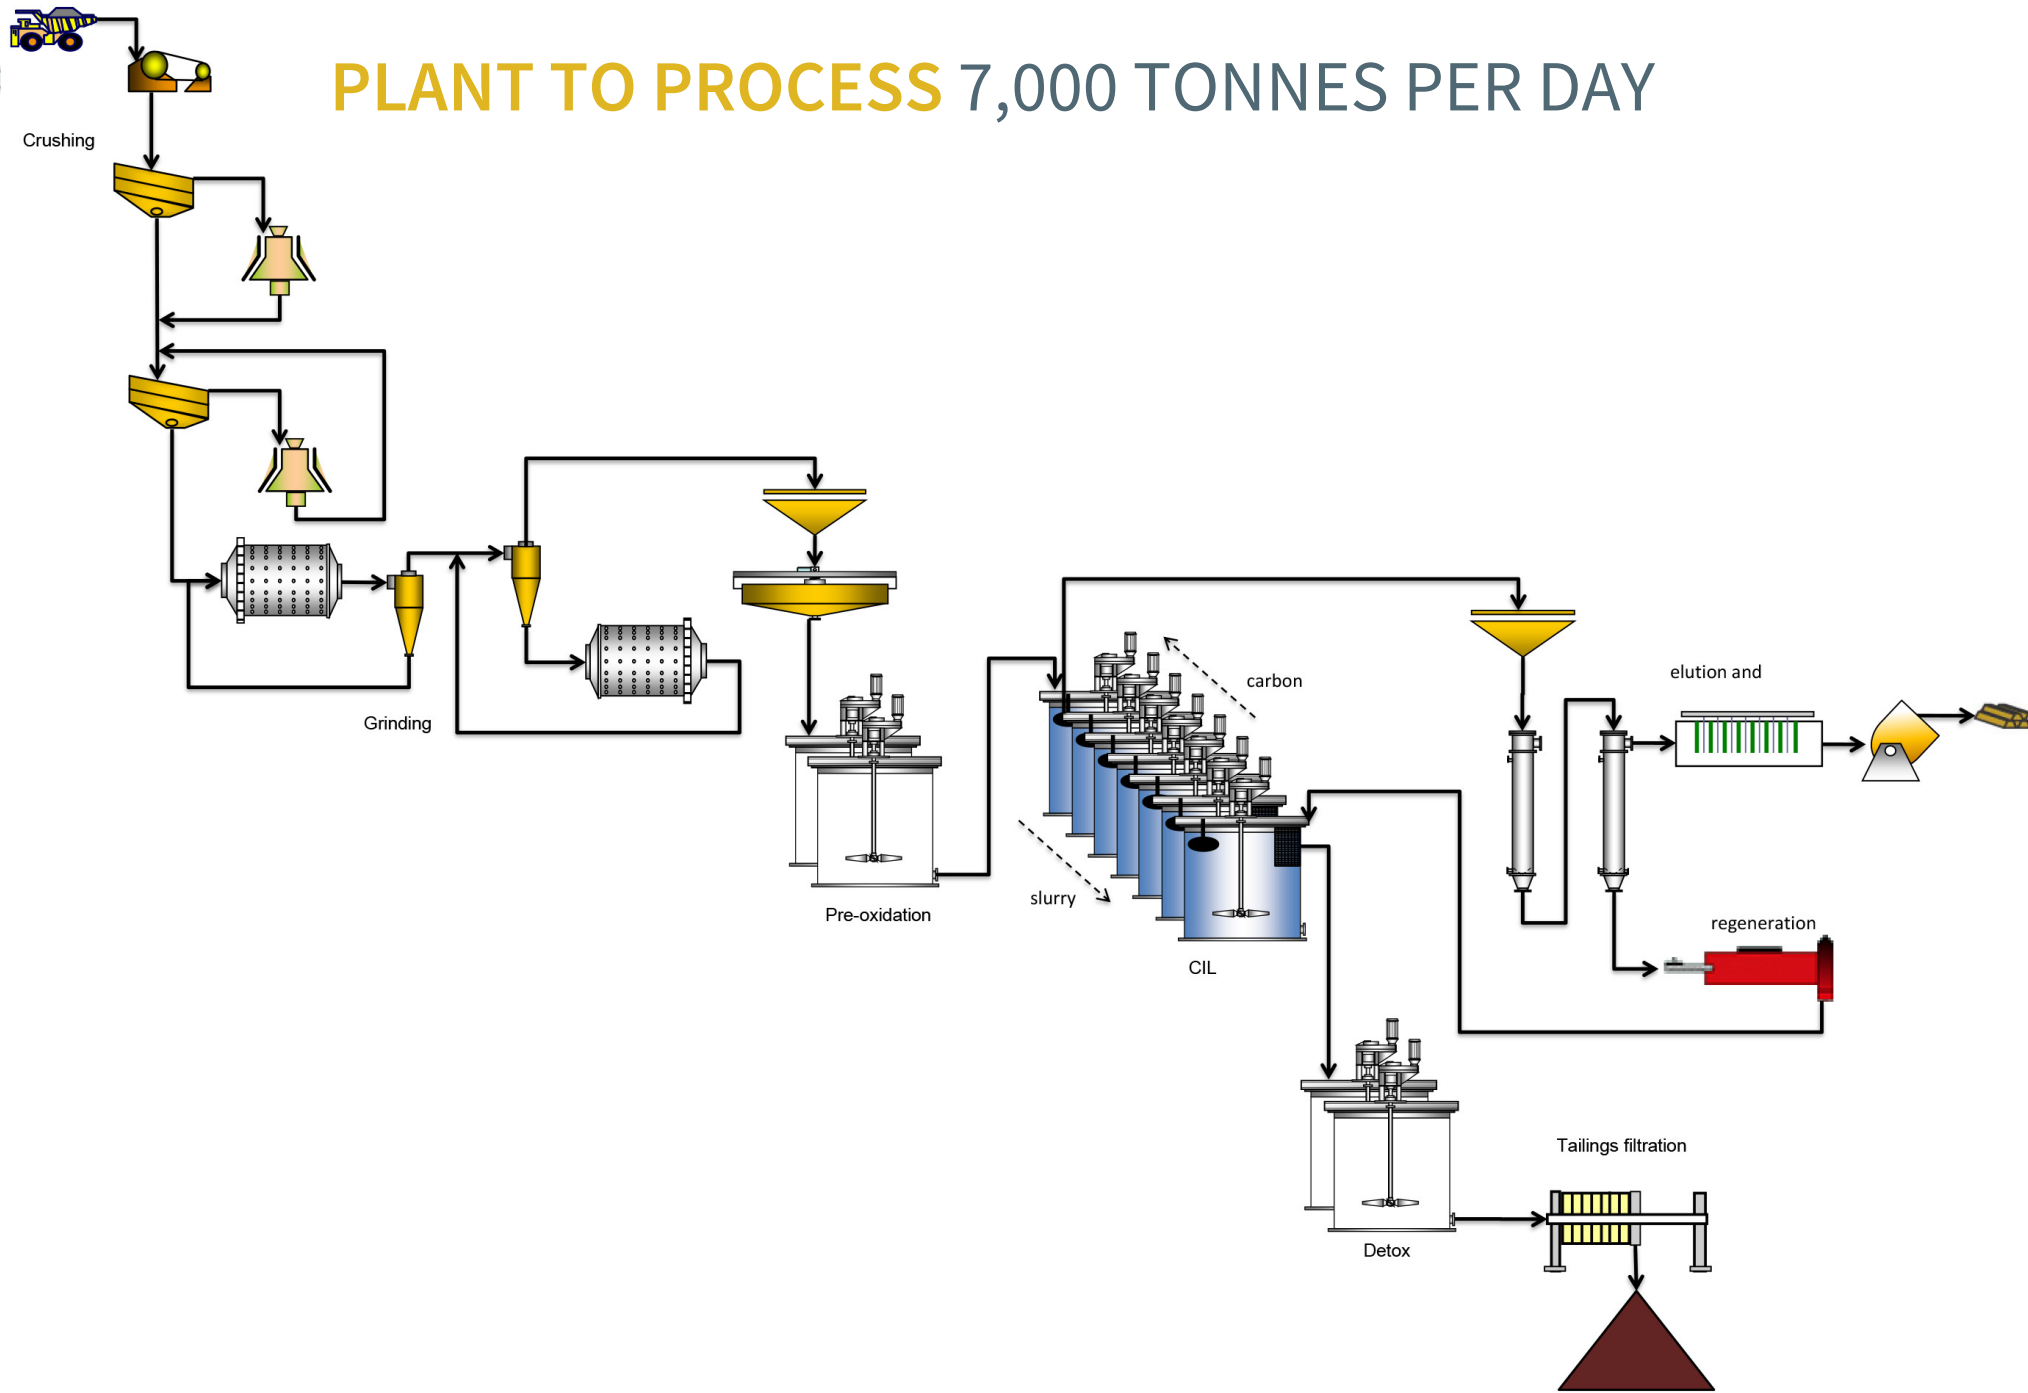 PLANT TO PROCESS 7,000 TONNES PER DAY
Crushing
Grinding
Pre-oxidation
carbon
slurry
CIL
elution and
regeneration
Detox
Tailings filtration